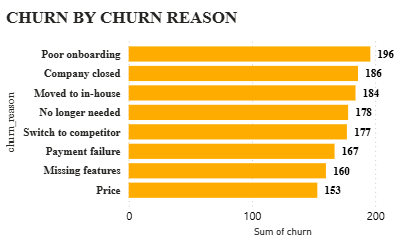 CHURN BY CHURN REASON
churn_reason
Poor onboarding 196
Company closed 186
Moved to in-house 184
No longer needed 178
Switch to competitor 177
Payment failure 167
Missing features 160
Price 153
0 100 200
Sum of churn